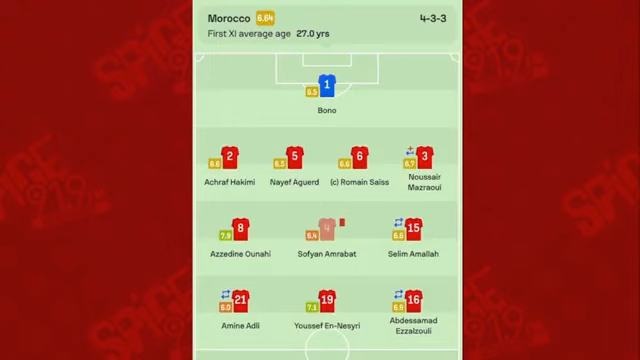 Morocco 6.64 4-3-3
First XI average age 27.0 yrs
1
6.5
Bono
2 5 6 3
6.6 6.3 6.6 6.7
Achraf Hakimi Nayef Aguerd (c) Romain Saïss Noussair
Mazraoui
8 4 15
7.9 6.4 6.6
Azzedine Ounahi Sofyan Amrabat Selim Amallah
21 19 16
6.0 7.1 6.9
Amine Adli Youssef En-Nesyri Abdessamad
Ezzalzouli